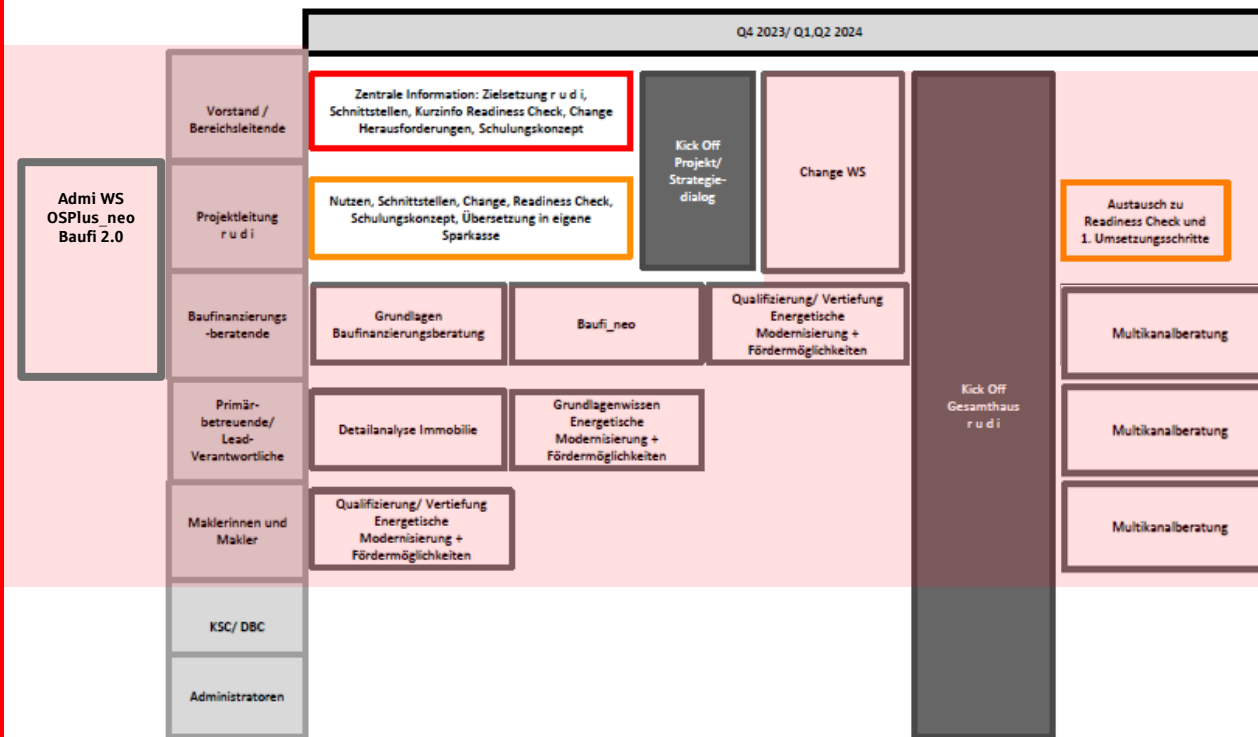 Q4 2023/ Q1,Q2 2024
Admi WS
OSPlus_neo
Baufi 2.0
Vorstand /
Bereichsleitende
Zentrale Information: Zielsetzung r u d i,
Schnittstellen, Kurzinfo Readiness Check, Change
Herausforderungen, Schulungskonzept
Kick Off
Projekt/
Strategie-
dialog
Change WS
Projektleitung
r u d i
Nutzen, Schnittstellen, Change, Readiness Check,
Schulungskonzept, Übersetzung in eigene
Sparkasse
Austausch zu
Readiness Check und
1. Umsetzungsschritte
Baufinanzierungs
-beratende
Grundlagen
Baufinanzierungsberatung
Baufi_neo
Qualifizierung/ Vertiefung
Energetische
Modernisierung +
Fördermöglichkeiten
Multikanalberatung
Kick Off
Gesamthaus
r u d i
Primär-
betreuende/
Lead-
Verantwortliche
Detailanalyse Immobilie
Grundlagenwissen
Energetische
Modernisierung +
Fördermöglichkeiten
Multikanalberatung
Maklerinnen und
Makler
Qualifizierung/ Vertiefung
Energetische
Modernisierung +
Fördermöglichkeiten
Multikanalberatung
KSC/ DBC
Administratoren